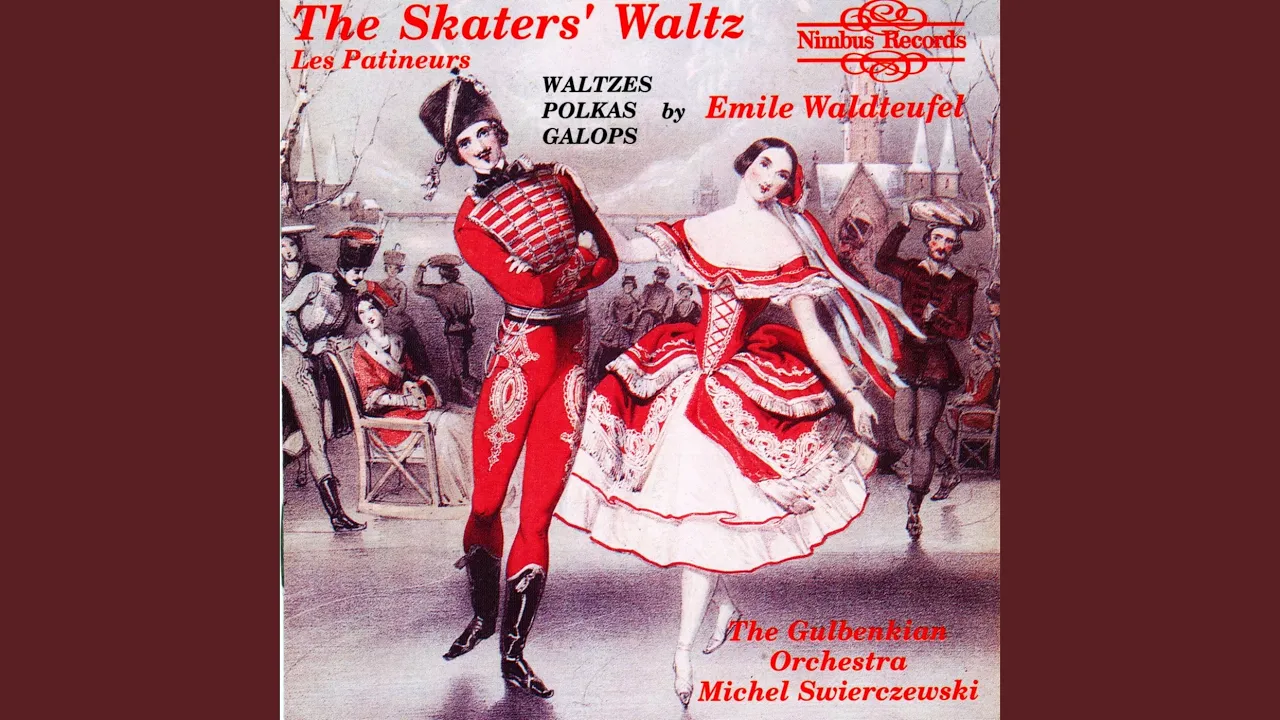 The Skaters' Waltz
Les Patineurs
Nimbus Records
WALTZES
POLKAS by Emile Waldteufel
GALOPS
The Gulbenkian
Orchestra
Michel Swierczewski